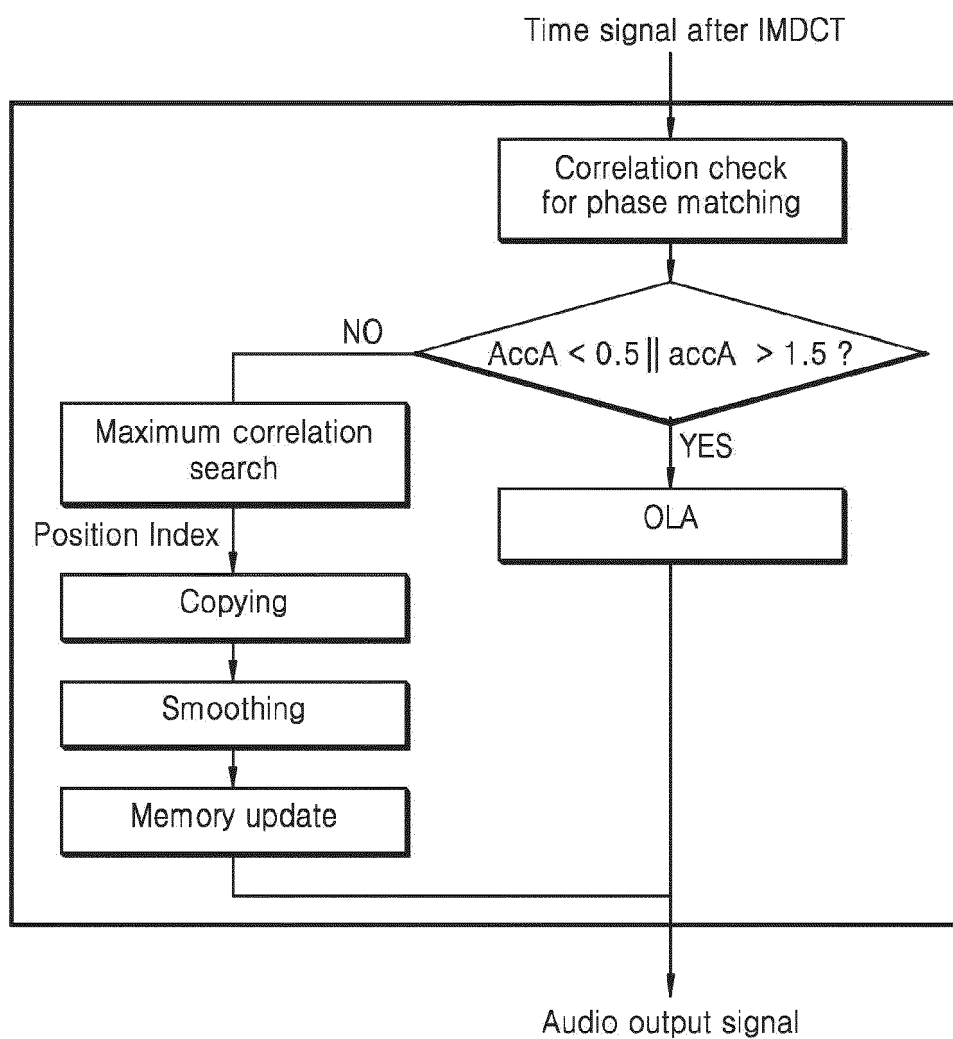 Time signal after IMDCT
Correlation check
for phase matching
NO
AccA < 0.5 || accA > 1.5 ?
YES
Maximum correlation
search
OLA
Position Index
Copying
Smoothing
Memory update
Audio output signal